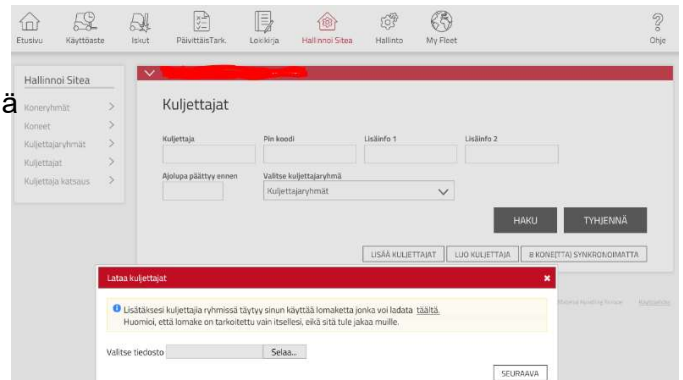 Etusivu Käyttöaste Iskut PäivittäisTark. Lokikirja Hallinnoi Sitea Hallinto My Fleet Ohje
Hallinnoi Sitea
ä
Koneryhmät
Koneet
Kuljettajaryhmät
Kuljettajat
Kuljettaja katsaus
Kuljettajat
Kuljettaja Pin koodi Lisäinfo 1 Lisäinfo 2
Ajolupa päättyy ennen Valitse kuljettajaryhmä
Kuljettajaryhmät
HAKU TYHJENNÄ
LISÄÄ KULJETTAJAT LUO KULJETTAJA 8 KONE(TTA) SYNKRONOIMATTA
Lataa kuljettajat
Lisätäksesi kuljettajia ryhmissä täytyy sinun käyttää lomaketta jonka voi ladata täältä.
Huomioi, että lomake on tarkoitettu vain itsellesi, eikä sitä tule jakaa muille.
Valitse tiedosto Selaa...
SEURAAVA